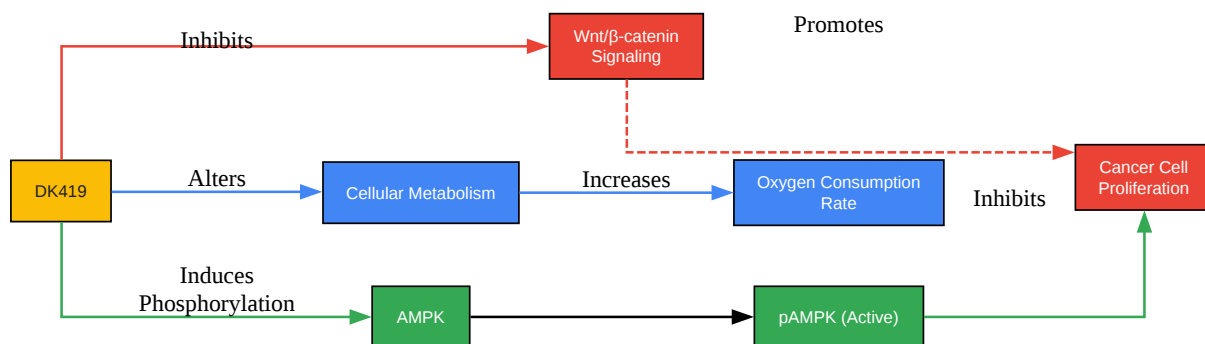 Promotes
Inhibits
Wnt/β-catenin
Signaling
DK419
Alters
Cellular Metabolism
Increases
Oxygen Consumption
Rate
Inhibits
Cancer Cell
Proliferation
Induces
Phosphorylation
AMPK
pAMPK (Active)